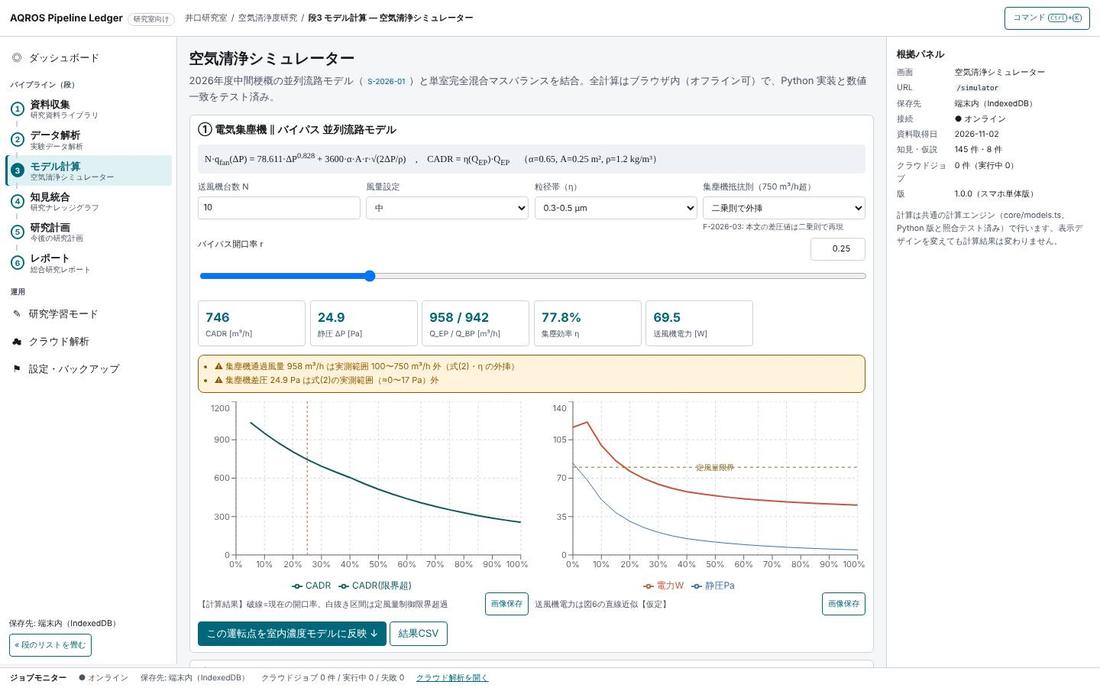 AQROS Pipeline Ledger 研究室向け 井口研究室 / 空気清浄度研究 / 段3 モデル計算 — 空気清浄シミュレーター コマンド Ctrl+K
◎ ダッシュボード
パイプライン（段）
1 資料収集
研究資料ライブラリ
2 データ解析
実験データ解析
3 モデル計算
空気清浄シミュレーター
4 知見統合
研究ナレッジグラフ
5 研究計画
今後の研究計画
6 レポート
総合研究レポート
運用
✎ 研究学習モード
クラウド解析
⚑ 設定・バックアップ
保存先: 端末内（IndexedDB）
« 段のリストを畳む
空気清浄シミュレーター
2026年度中間梗概の並列流路モデル（ S-2026-01 ）と単室完全混合マスバランスを結合。全計算はブラウザ内（オフライン可）で、Python 実装と数値
一致をテスト済み。
① 電気集塵機 ∥ バイパス 並列流路モデル
N·q_fan(ΔP) = 78.611·ΔP^0.828 + 3600·α·A·r·√(2ΔP/ρ) , CADR = η(Q_EP)·Q_EP （α=0.65, A=0.25 m², ρ=1.2 kg/m³）
送風機台数 N 風量設定 粒径帯（η） 集塵機抵抗則（750 m³/h超）
10 中 0.3-0.5 µm 二乗則で外挿
F-2026-03: 本文の差圧値は二乗則で再現
バイパス開口率 r 0.25
746 24.9 958 / 942 77.8% 69.5
CADR [m³/h] 静圧 ΔP [Pa] Q_EP / Q_BP [m³/h] 集塵効率 η 送風機電力 [W]
• ⚠ 集塵機通過風量 958 m³/h は実測範囲 100〜750 m³/h 外（式(2)・η の外挿）
• ⚠ 集塵機差圧 24.9 Pa は式(2)の実測範囲（≈0〜17 Pa）外
1200
900
600
300
0
0% 10% 20% 30% 40% 50% 60% 70% 80% 90% 100%
CADR CADR(限界超)
【計算結果】破線=現在の開口率。白抜き区間は定風量制御限界超過 画像保存
140
105
70
35
0
定風量限界
0% 10% 20% 30% 40% 50% 60% 70% 80% 90% 100%
電力W 静圧Pa
送風機電力は図6の直線近似【仮定】 画像保存
この運転点を室内濃度モデルに反映 ↓ 結果CSV
根拠パネル
画面 空気清浄シミュレーター
URL /simulator
保存先 端末内（IndexedDB）
接続 ● オンライン
資料取得日 2026-11-02
知見・仮説 145 件・8 件
クラウドジョブ 0 件（実行中 0）
版 1.0.0（スマホ単体版）
計算は共通の計算エンジン（core/models.ts、
Python 版と照合テスト済み）で行います。表示デ
ザインを変えても計算結果は変わりません。
ジョブモニター ● オンライン 保存先: 端末内（IndexedDB） クラウドジョブ 0 件 / 実行中 0 / 失敗 0 クラウド解析を開く